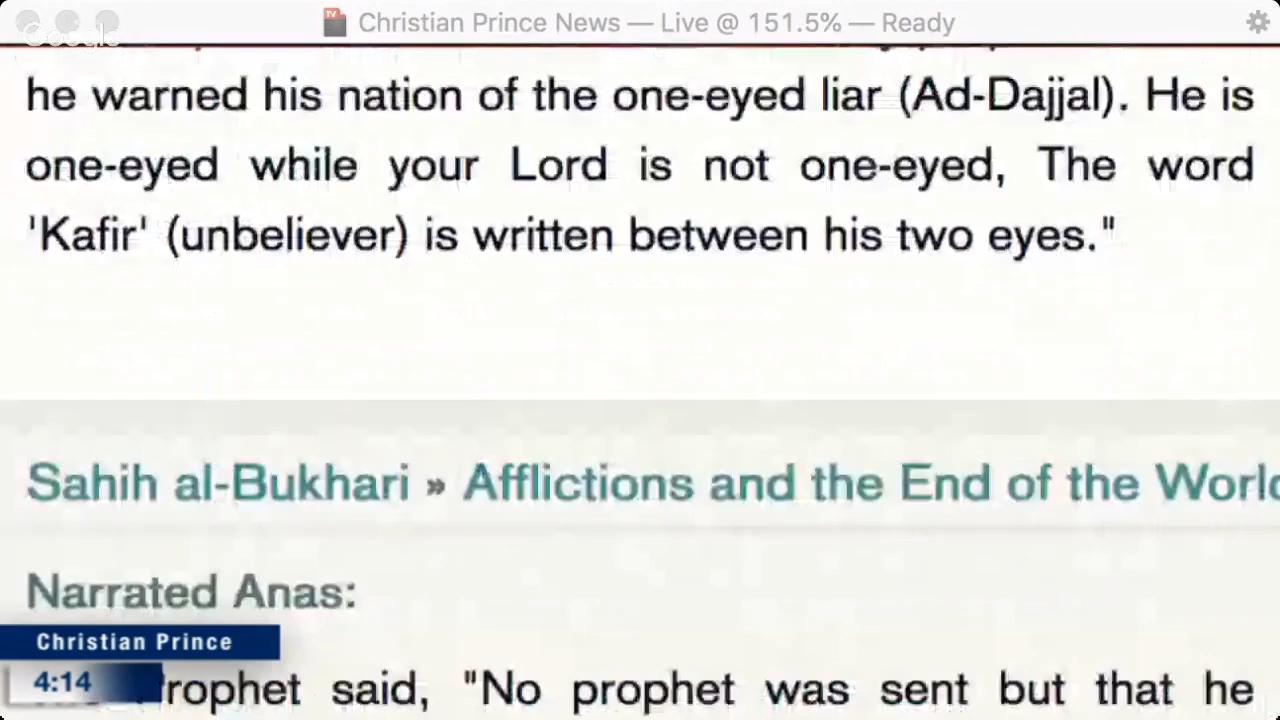 Christian Prince News — Live @ 151.5% — Ready
Google
he warned his nation of the one-eyed liar (Ad-Dajjal). He is
one-eyed while your Lord is not one-eyed, The word
'Kafir' (unbeliever) is written between his two eyes."
Sahih al-Bukhari » Afflictions and the End of the World
Narrated Anas:
Christian Prince
4:14
rophet said, "No prophet was sent but that he